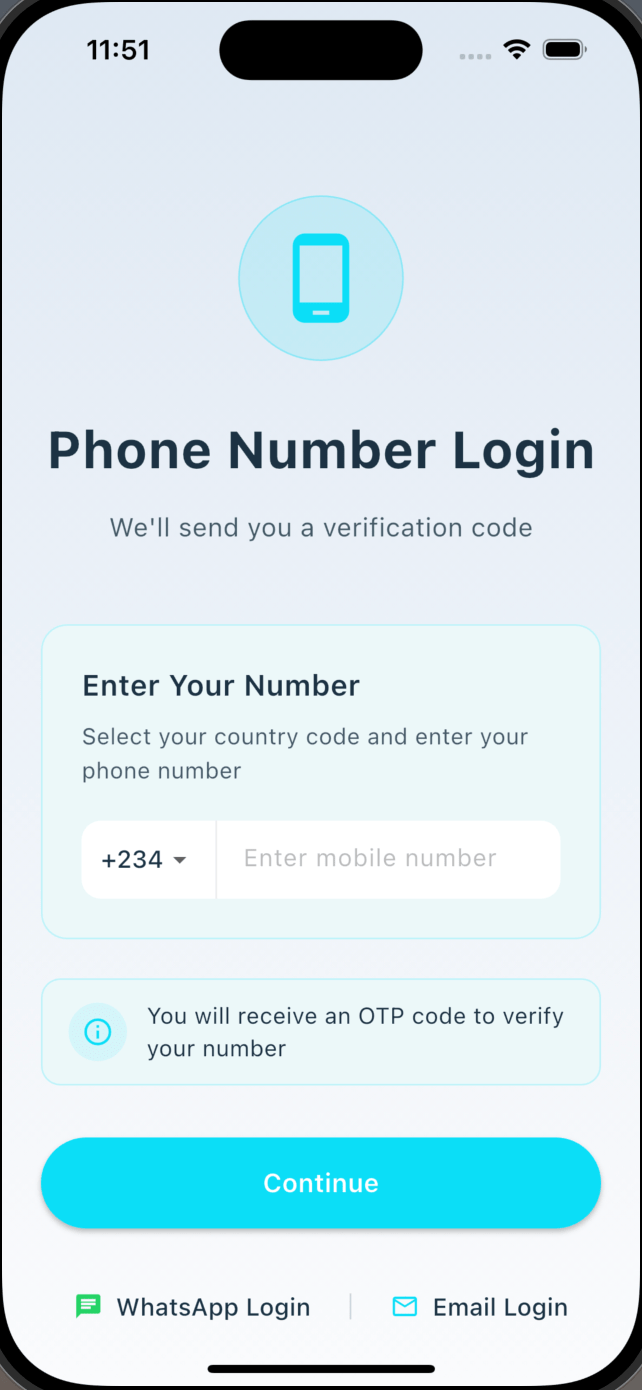 11:51
Phone Number Login
We'll send you a verification code
Enter Your Number
Select your country code and enter your
phone number
+234
Enter mobile number
You will receive an OTP code to verify
your number
Continue
WhatsApp Login
Email Login